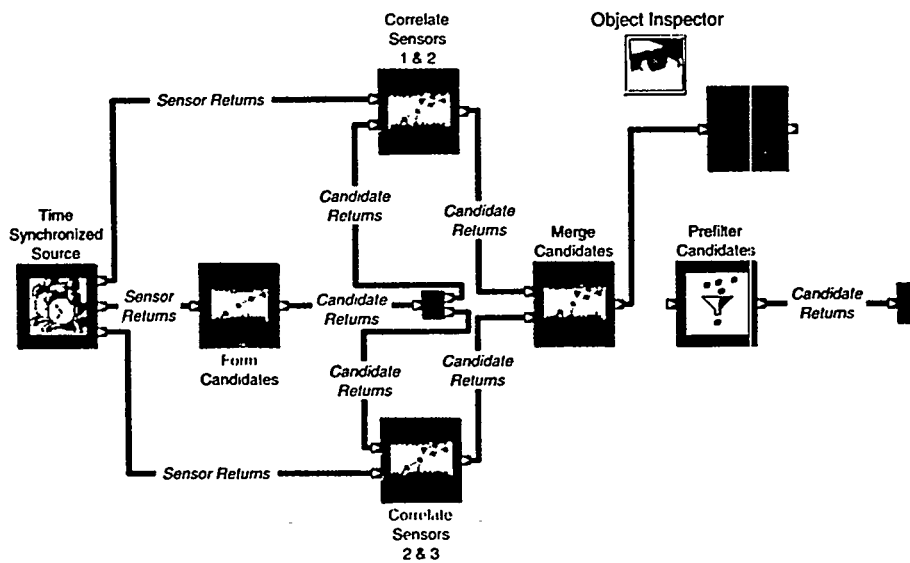 Correlate
Sensors
1 & 2
Object Inspector
Sensor Returns
Candidate
Returns
Candidate
Returns
Time
Synchronized
Source
Merge
Candidates
Prefilter
Candidates
Sensor
Returns
Candidate
Returns
Candidate
Returns
Form
Candidates
Candidate
Returns
Candidate
Returns
Sensor Returns
Correlate
Sensors
2 & 3